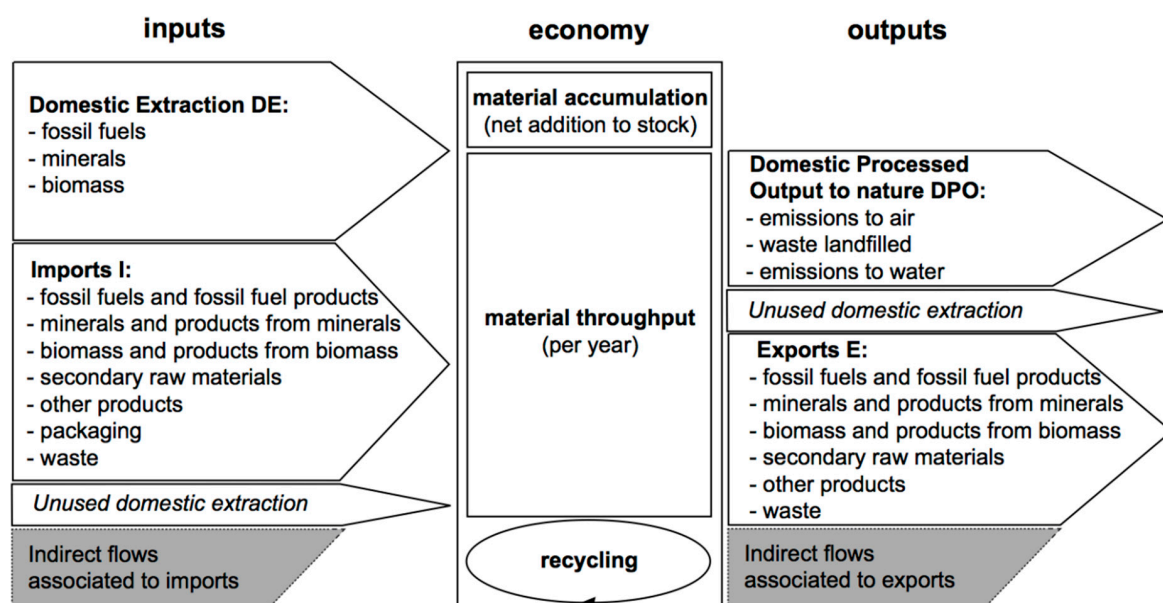 inputs
economy
outputs
Domestic Extraction DE:
- fossil fuels
- minerals
- biomass
Imports I:
- fossil fuels and fossil fuel products
- minerals and products from minerals
- biomass and products from biomass
- secondary raw materials
- other products
- packaging
- waste
Unused domestic extraction
Indirect flows
associated to imports
material accumulation
(net addition to stock)
material throughput
(per year)
recycling
Domestic Processed
Output to nature DPO:
- emissions to air
- waste landfilled
- emissions to water
Unused domestic extraction
Exports E:
- fossil fuels and fossil fuel products
- minerals and products from minerals
- biomass and products from biomass
- secondary raw materials
- other products
- waste
Indirect flows
associated to exports